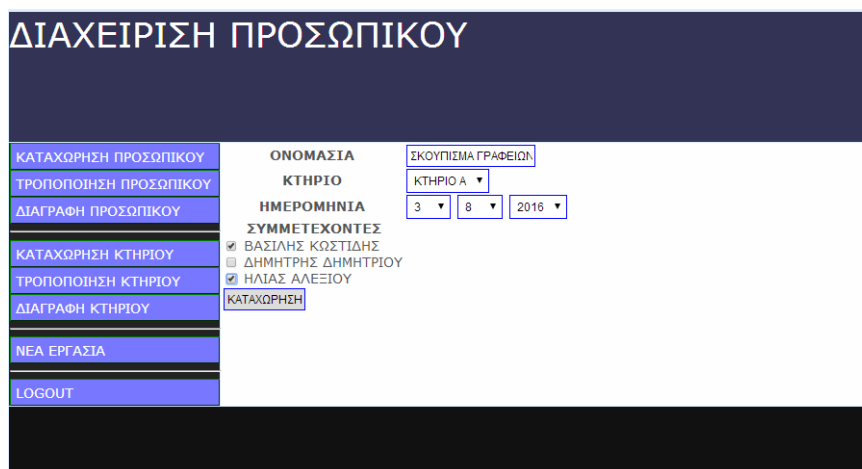 ΔΙΑΧΕΙΡΙΣΗ ΠΡΟΣΩΠΙΚΟΥ
ΚΑΤΑΧΩΡΗΣΗ ΠΡΟΣΩΠΙΚΟΥ
ΤΡΟΠΟΠΟΙΗΣΗ ΠΡΟΣΩΠΙΚΟΥ
ΔΙΑΓΡΑΦΗ ΠΡΟΣΩΠΙΚΟΥ
ΚΑΤΑΧΩΡΗΣΗ ΚΤΗΡΙΟΥ
ΤΡΟΠΟΠΟΙΗΣΗ ΚΤΗΡΙΟΥ
ΔΙΑΓΡΑΦΗ ΚΤΗΡΙΟΥ
ΝΕΑ ΕΡΓΑΣΙΑ
LOGOUT
ΟΝΟΜΑΣΙΑ ΣΚΟΥΠΙΣΜΑ ΓΡΑΦΕΙΩΝ
ΚΤΗΡΙΟ ΚΤΗΡΙΟ Α
ΗΜΕΡΟΜΗΝΙΑ 3 8 2016
ΣΥΜΜΕΤΕΧΟΝΤΕΣ
ΒΑΣΙΛΗΣ ΚΩΣΤΙΔΗΣ
ΔΗΜΗΤΡΗΣ ΔΗΜΗΤΡΙΟΥ
ΗΛΙΑΣ ΑΛΕΞΙΟΥ
ΚΑΤΑΧΩΡΗΣΗ